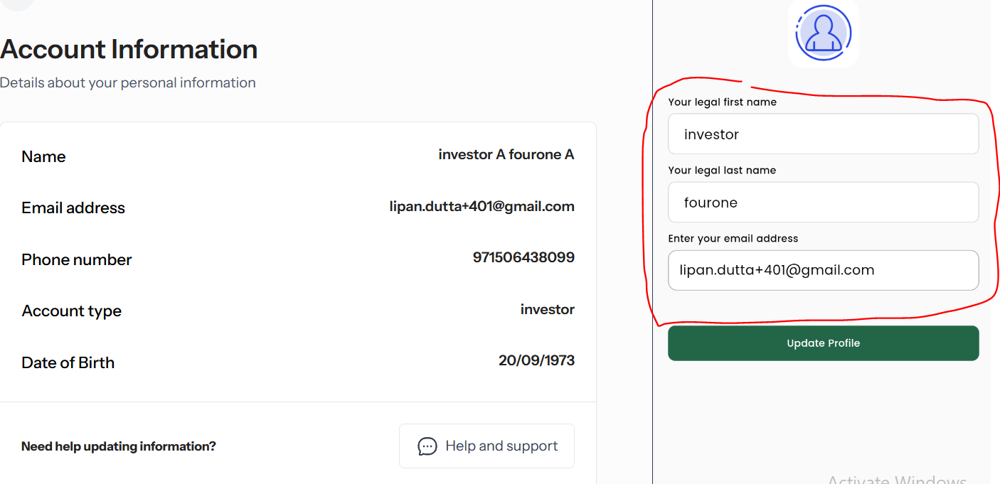 Account Information
Details about your personal information
Name
investor A fourone A
Email address
lipan.dutta+401@gmail.com
Phone number
971506438099
Account type
investor
Date of Birth
20/09/1973
Need help updating information?
Help and support
Your legal first name
investor
Your legal last name
fourone
Enter your email address
lipan.dutta+401@gmail.com
Update Profile
Activate Windows